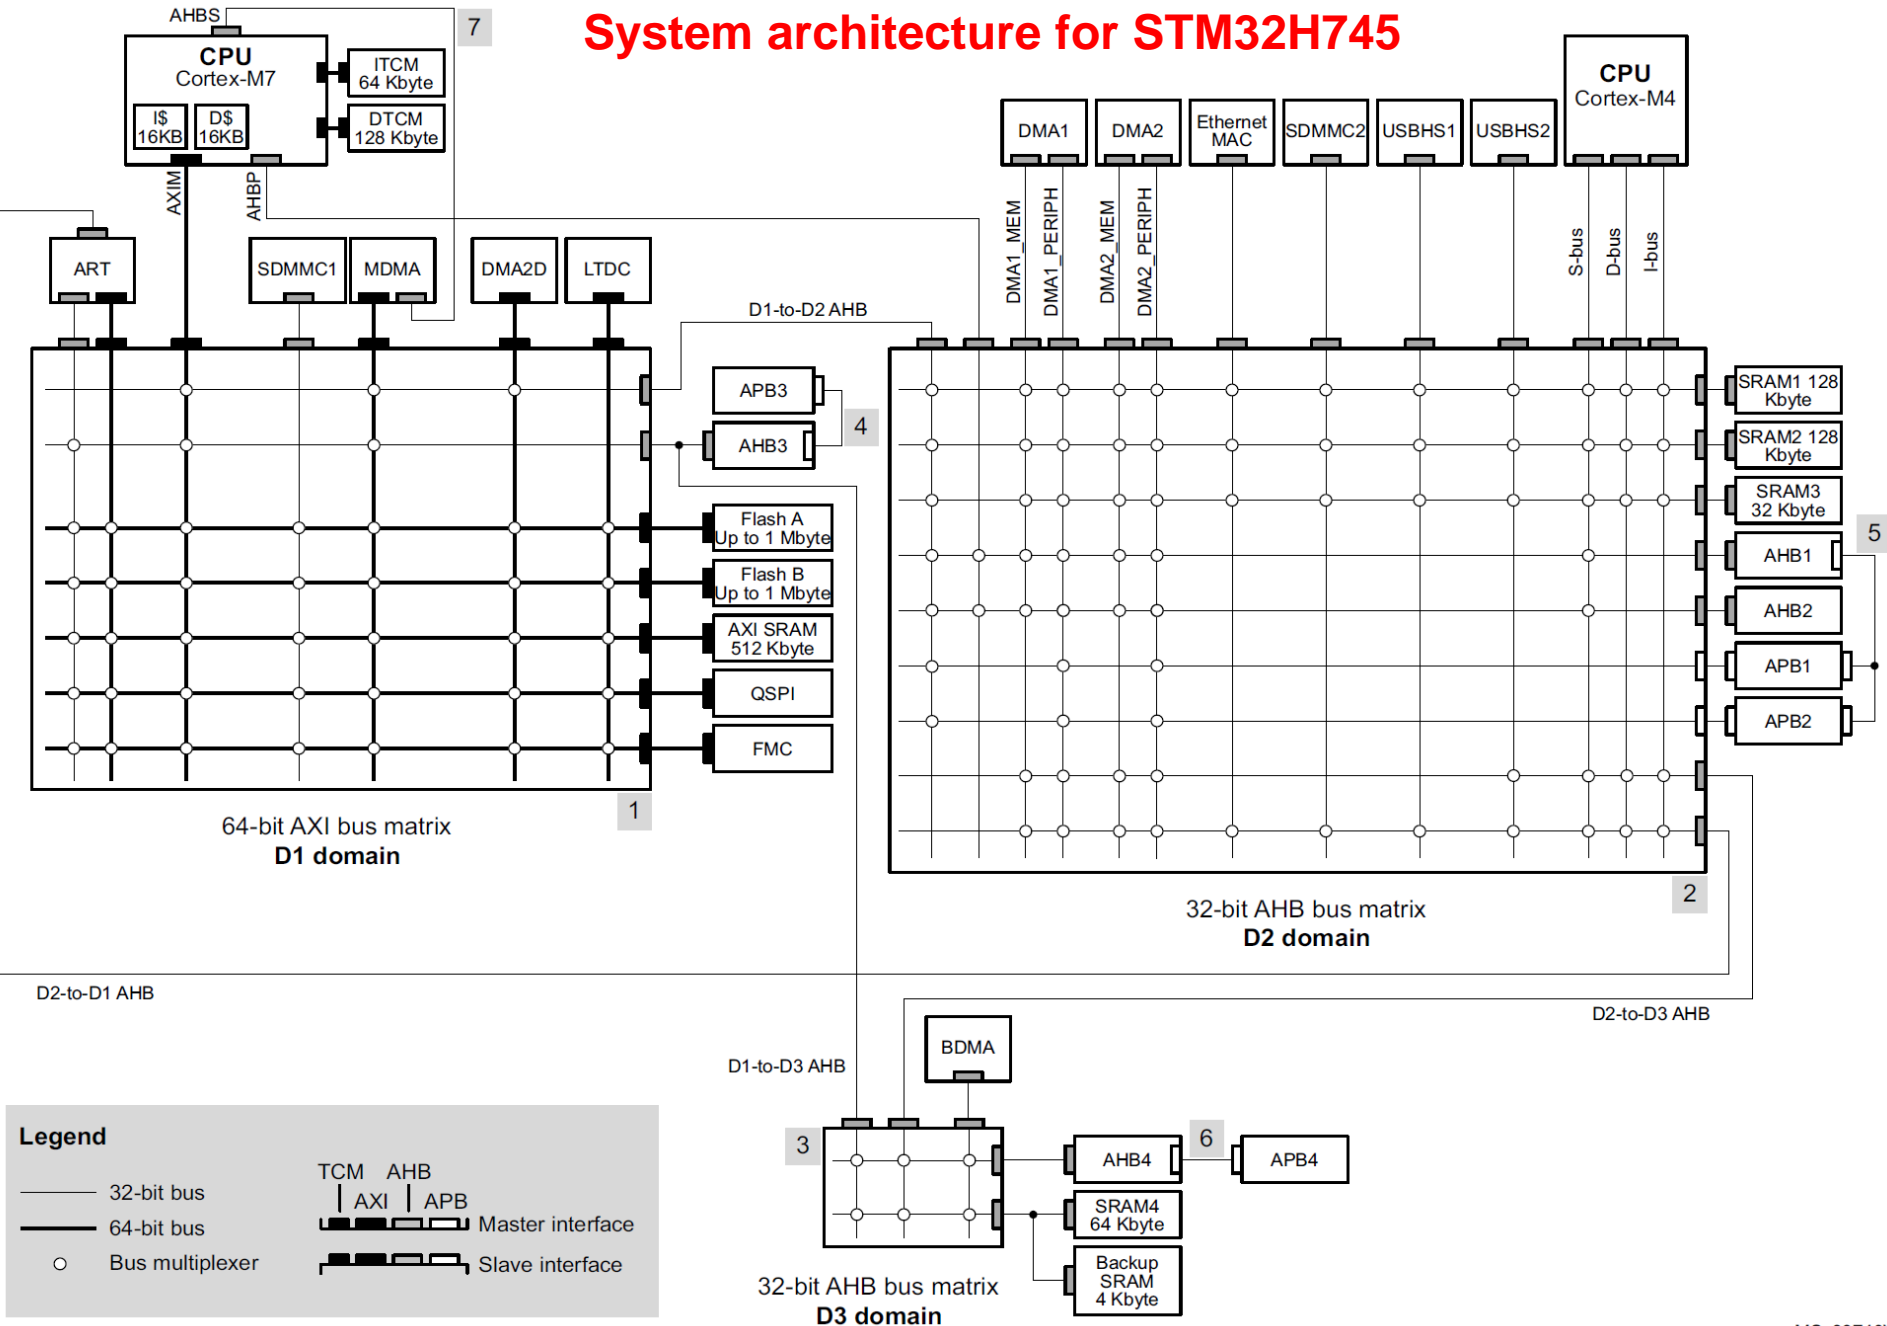 System architecture for STM32H745
AHBS
7
CPU
Cortex-M7
I$
16KB
D$
16KB
ITCM
64 Kbyte
DTCM
128 Kbyte
AXIM
AHBP
ART
SDMMC1
MDMA
DMA2D
LTDC
D1-to-D2 AHB
APB3
4
AHB3
Flash A
Up to 1 Mbyte
Flash B
Up to 1 Mbyte
AXI SRAM
512 Kbyte
QSPI
FMC
1
64-bit AXI bus matrix
D1 domain
DMA1
DMA2
Ethernet
MAC
SDMMC2
USBHS1
USBHS2
CPU
Cortex-M4
DMA1_MEM
DMA1_PERIPH
DMA2_MEM
DMA2_PERIPH
S-bus
D-bus
I-bus
SRAM1 128
Kbyte
SRAM2 128
Kbyte
SRAM3
32 Kbyte
5
AHB1
AHB2
APB1
APB2
2
32-bit AHB bus matrix
D2 domain
D2-to-D1 AHB
D2-to-D3 AHB
D1-to-D3 AHB
BDMA
3
AHB4
6
APB4
SRAM4
64 Kbyte
Backup
SRAM
4 Kbyte
32-bit AHB bus matrix
D3 domain
Legend
32-bit bus
64-bit bus
Bus multiplexer
TCM AHB
AXI APB
Master interface
Slave interface